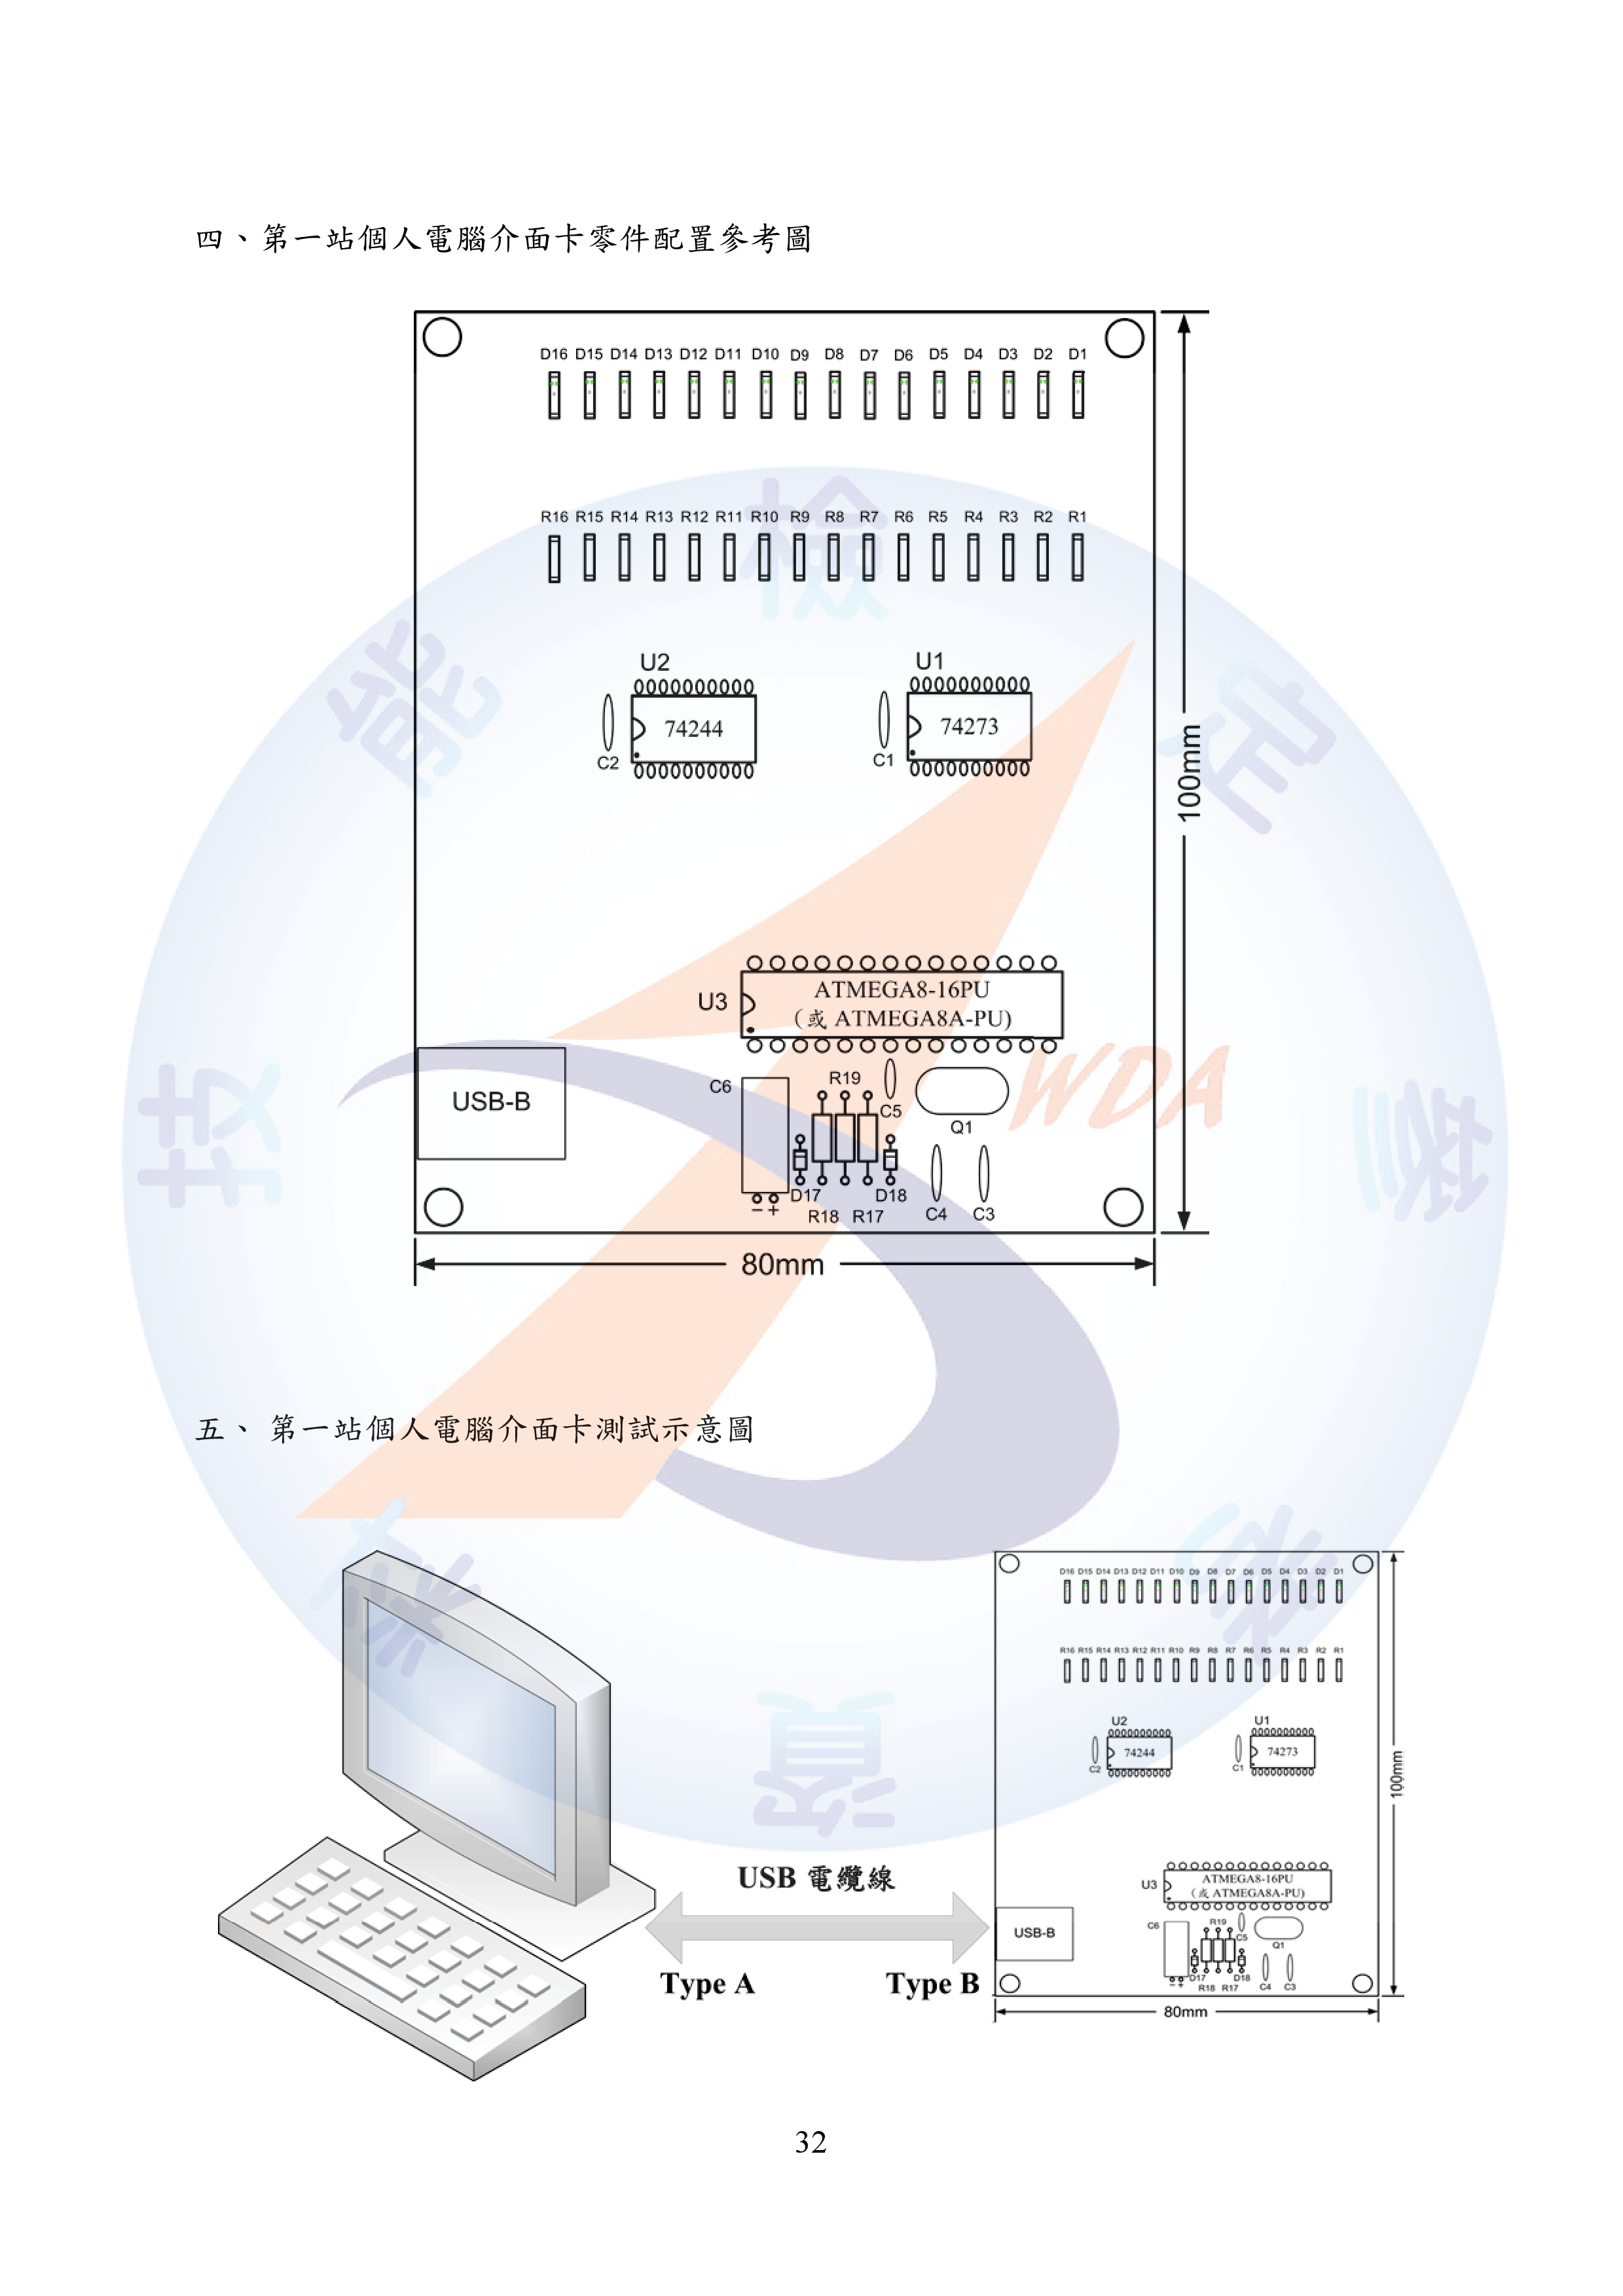 四、第一站個人電腦介面卡零件配置參考圖
D16 D15 D14 D13 D12 D11 D10 D9 D8 D7 D6 D5 D4 D3 D2 D1
R16 R15 R14 R13 R12 R11 R10 R9 R8 R7 R6 R5 R4 R3 R2 R1
U2 U1
74244 74273
C2 C1
100mm
ATMEGA8-16PU
U3
(或 ATMEGA8A-PU)
USB-B
C6 R19
C5
Q1
D17 D18
− +
R18 R17 C4 C3
80mm
技能檢定
WDA
五、 第一站個人電腦介面卡測試示意圖
D16 D15 D14 D13 D12 D11 D10 D9 D8 D7 D6 D5 D4 D3 D2 D1
R16 R15 R14 R13 R12 R11 R10 R9 R8 R7 R6 R5 R4 R3 R2 R1
U2 U1
74244 74273
C2 C1
100mm
USB 電纜線
ATMEGA8-16PU
U3
(或 ATMEGA8A-PU)
C6 R19
C5
USB-B
Q1
Type A
Type B
D17 D18
− +
R18 R17 C4 C3
80mm
32